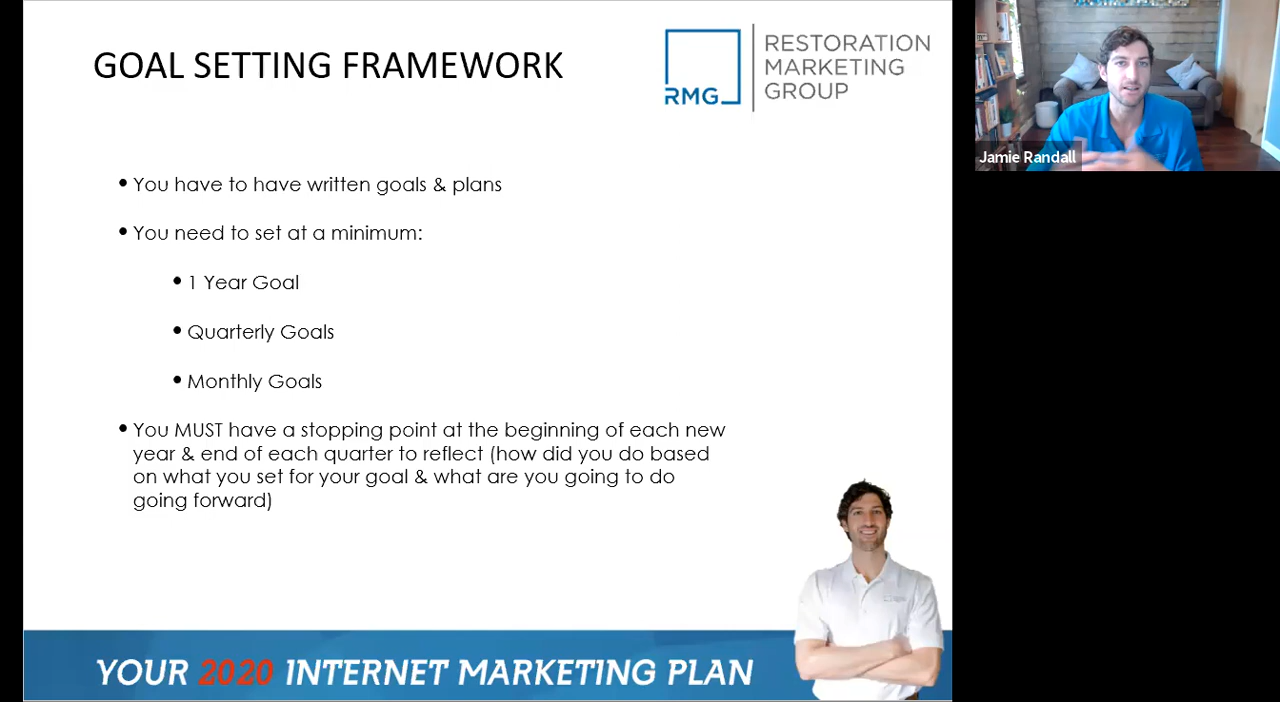 GOAL SETTING FRAMEWORK
RMG
RESTORATION
MARKETING
GROUP
Jamie Randall
• You have to have written goals & plans
• You need to set at a minimum:
• 1 Year Goal
• Quarterly Goals
• Monthly Goals
• You MUST have a stopping point at the beginning of each new
year & end of each quarter to reflect (how did you do based
on what you set for your goal & what are you going to do
going forward)
YOUR 2020 INTERNET MARKETING PLAN